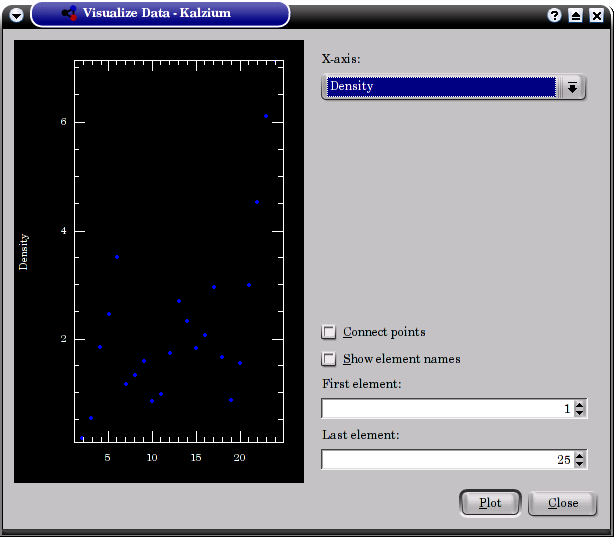 Visualize Data - Kalzium
?
X-axis:
Density
6
4
2
Density
5 10 15 20
Connect points
Show element names
First element:
1
Last element:
25
Plot Close